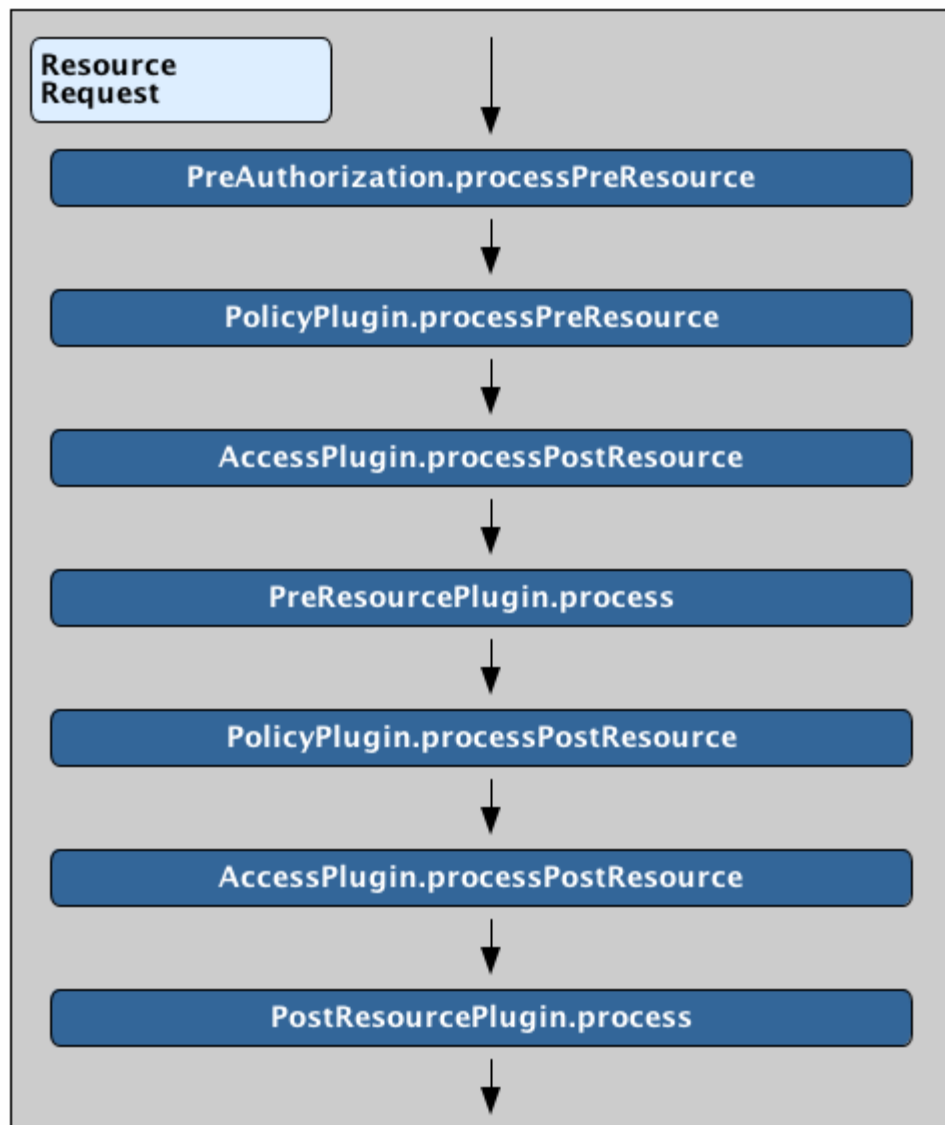 Resource
Request
PreAuthorization.processPreResource
PolicyPlugin.processPreResource
AccessPlugin.processPostResource
PreResourcePlugin.process
PolicyPlugin.processPostResource
AccessPlugin.processPostResource
PostResourcePlugin.process